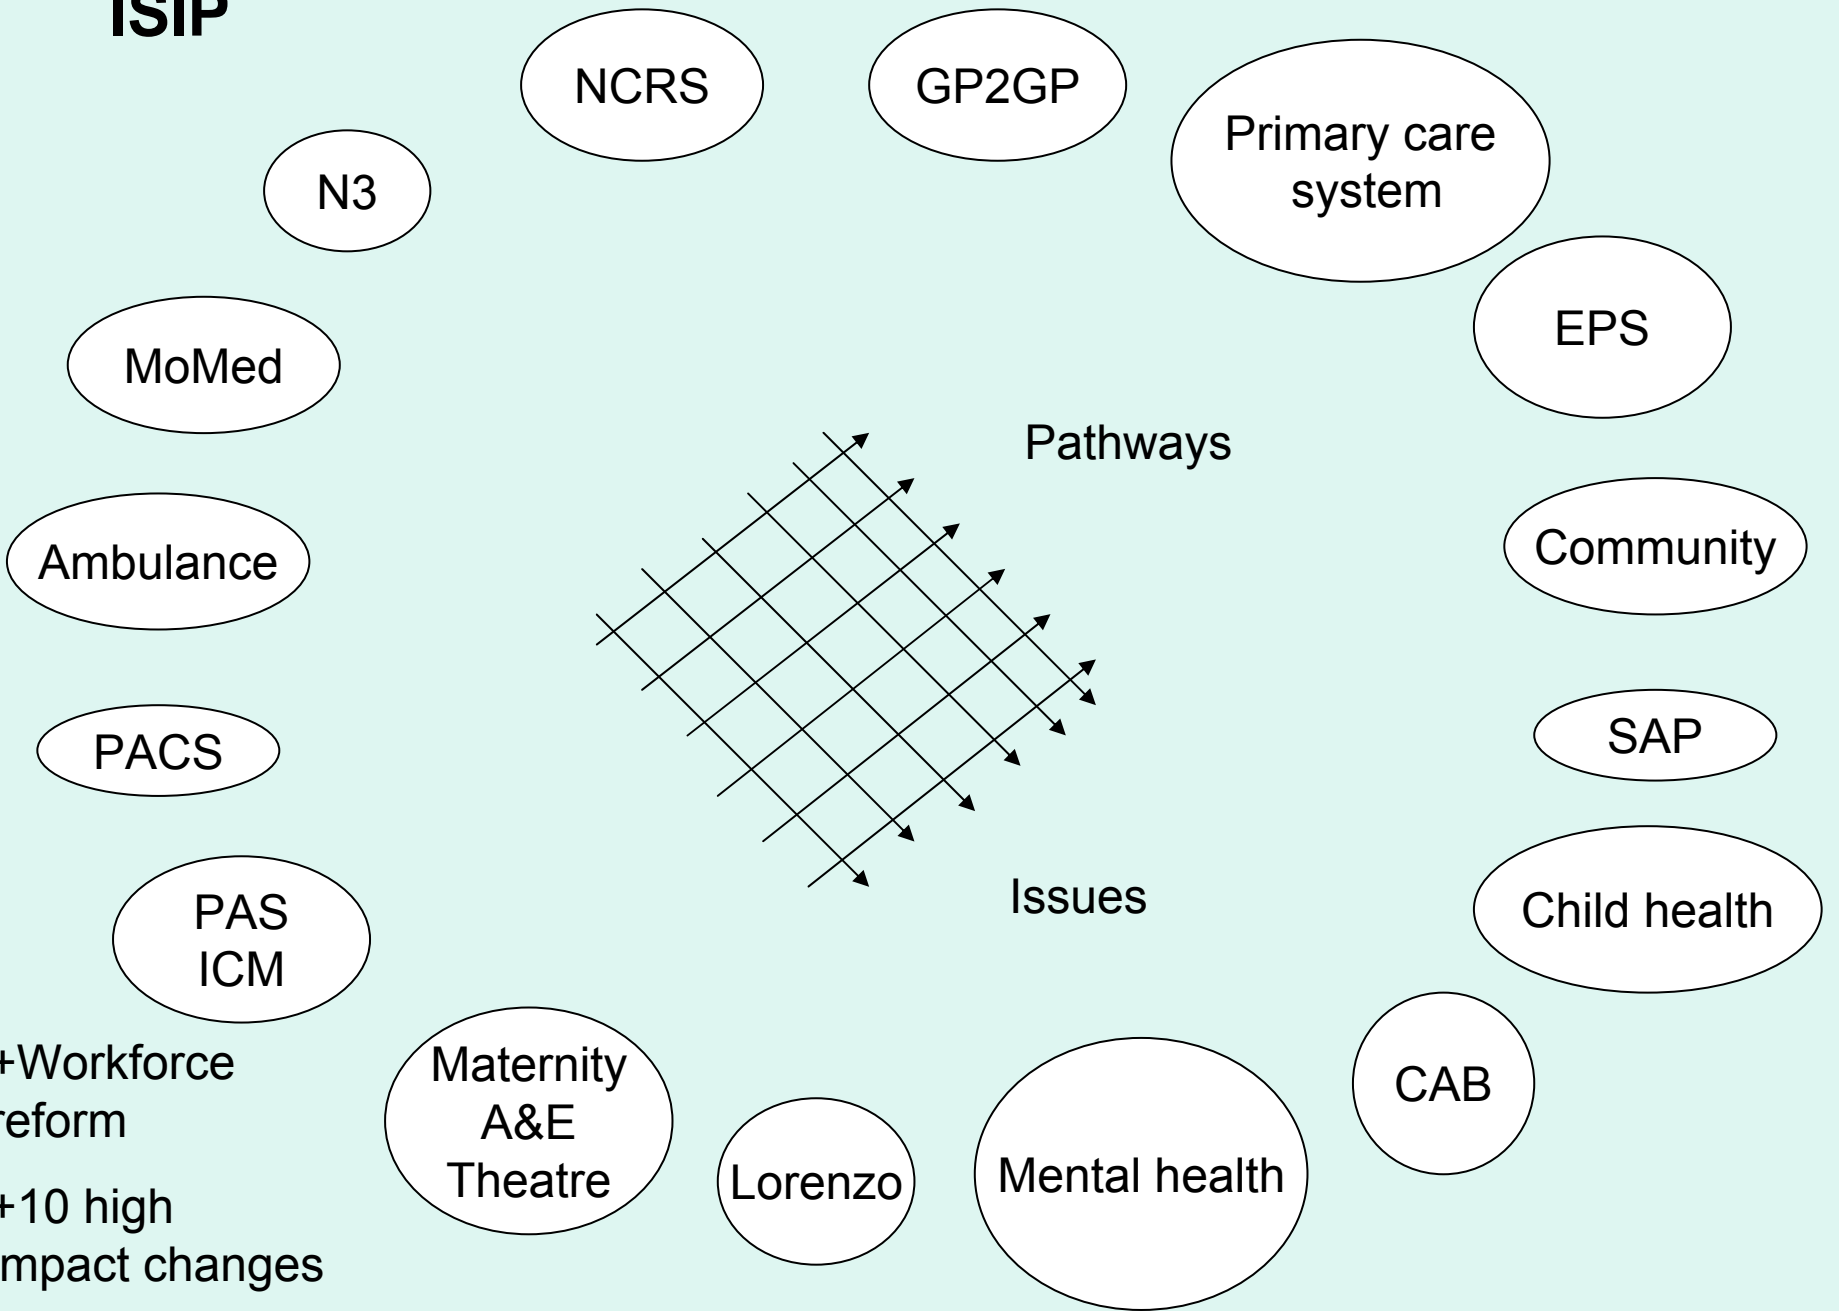 ISIP
NCRS
GP2GP
Primary care
system
N3
EPS
MoMed
Pathways
Ambulance
Community
PACS
SAP
PAS
ICM
Issues
Child health
+Workforce
reform
Maternity
A&E
Theatre
CAB
Lorenzo
Mental health
+10 high
impact changes